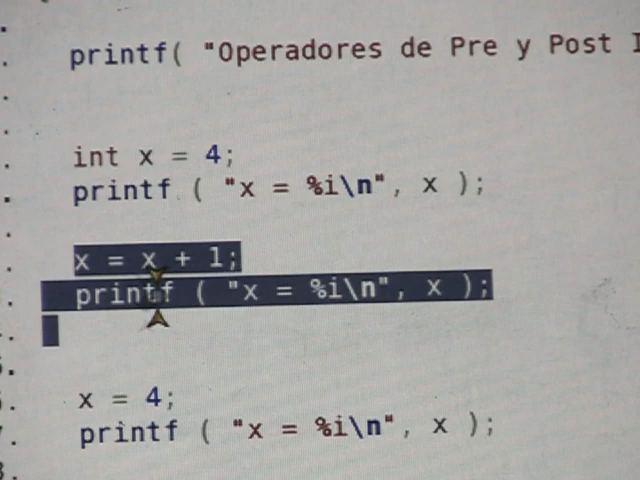 printf( "Operadores de Pre y Post I
int x = 4;
printf ( "x = %i\n", x );
x = x + 1;
printf ( "x = %i\n", x );
x = 4;
printf ( "x = %i\n", x );